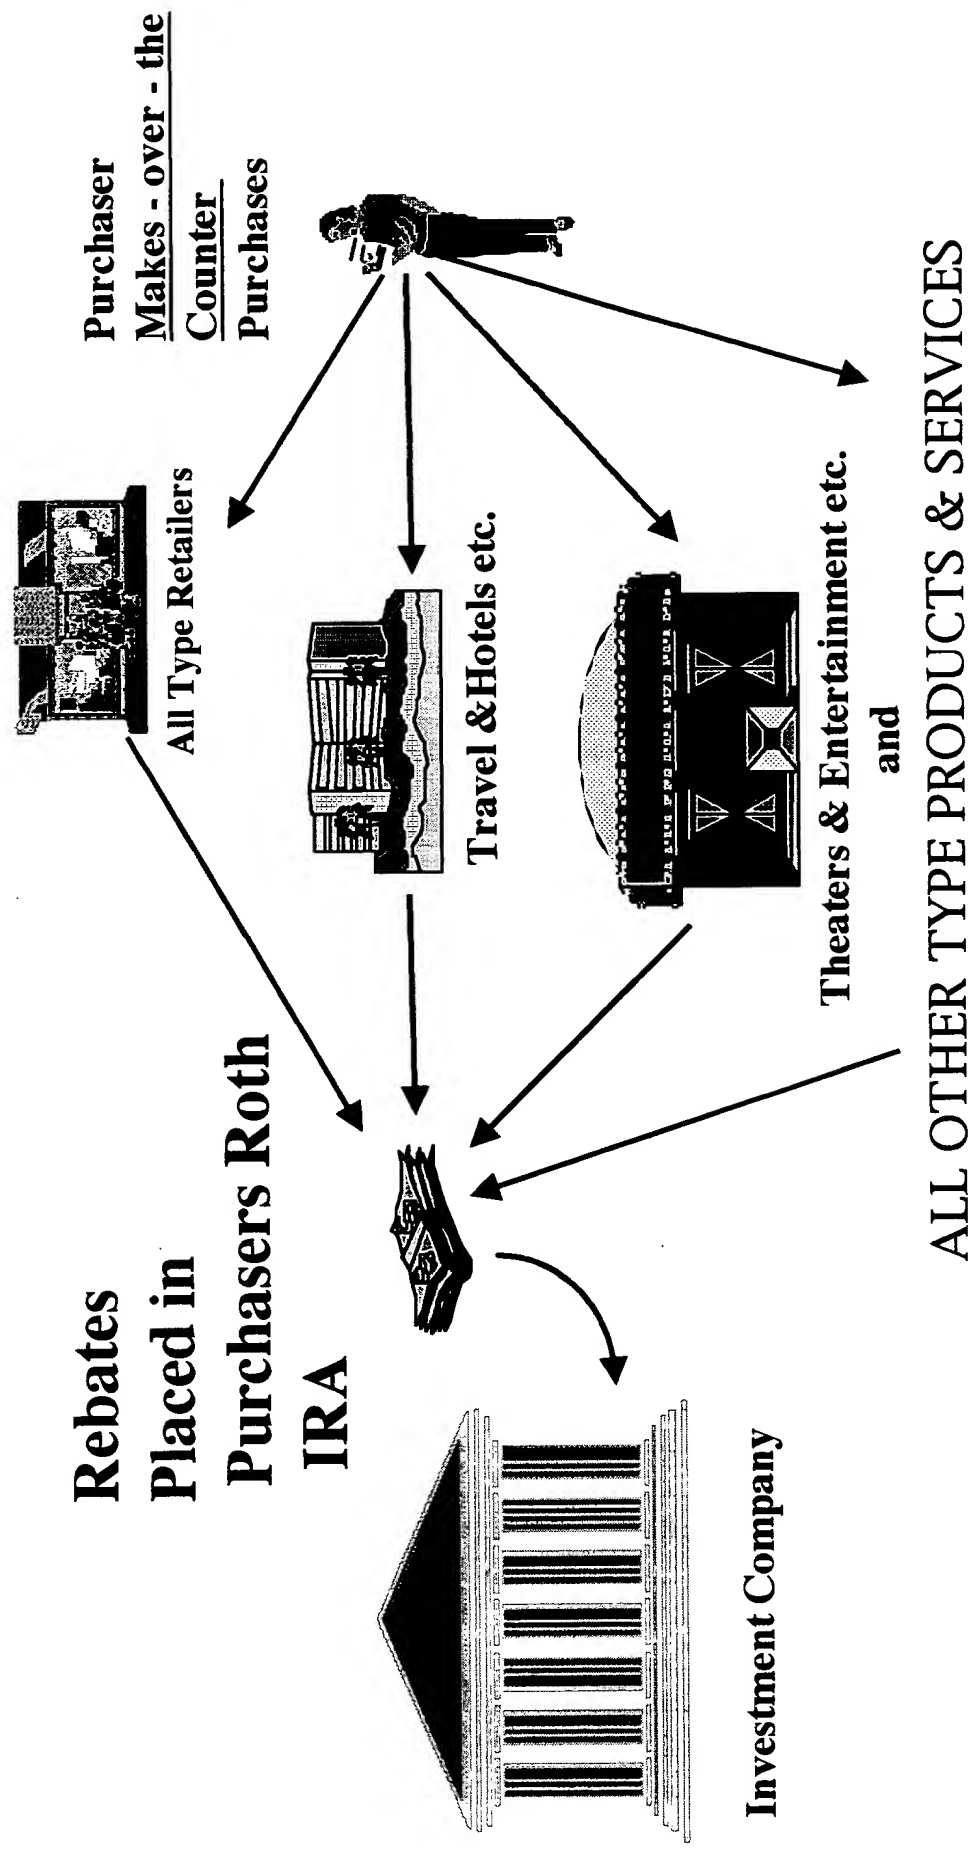 Rebates
Placed in
Purchasers Roth
IRA
Purchaser
Makes - over - the
Counter
Purchases
All Type Retailers
Travel &Hotels etc.
Investment Company
Theaters & Entertainment etc.
and
ALL OTHER TYPE PRODUCTS & SERVICES